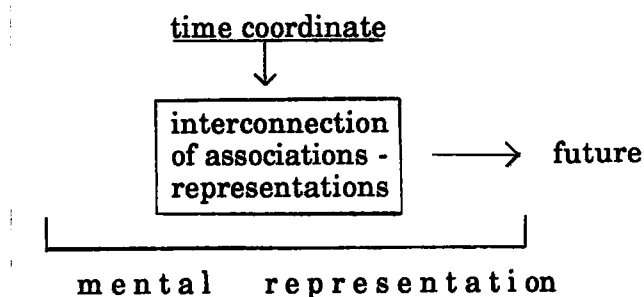 time coordinate
interconnection
of associations -
representations
future
mental representation